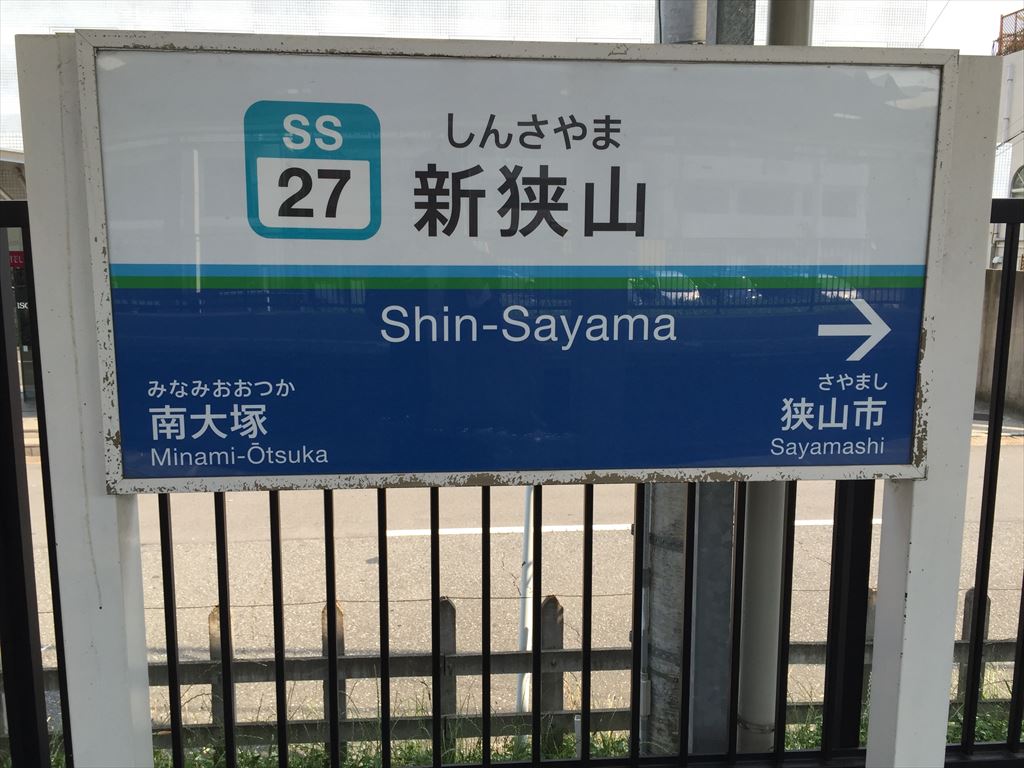 SS
27
しんさやま
新狭山
Shin-Sayama
みなみおおつか
南大塚
Minami-Ōtsuka
さやまし
狭山市
Sayamashi